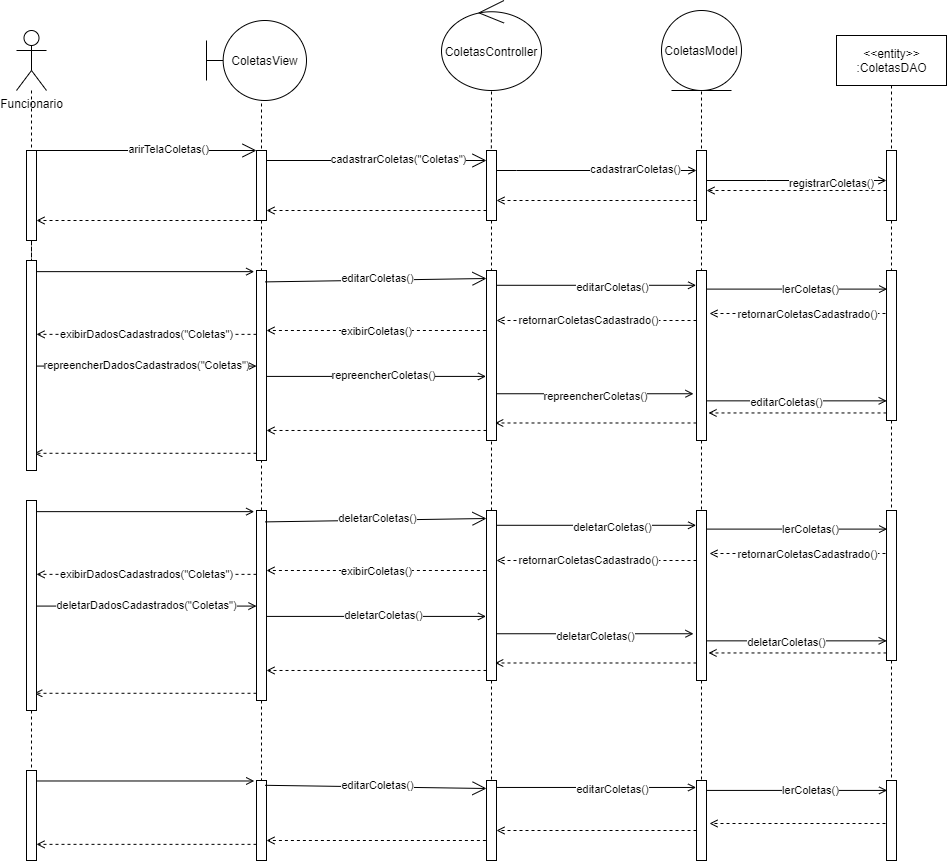 ColetasView
ColetasController
ColetasModel
<<entity>>
:ColetasDAO
Funcionario
arirTelaColetas()
cadastrarColetas("Coletas")
cadastrarColetas()
registrarColetas()
editarColetas()
editarColetas()
lerColetas()
retornarColetasCadastrado()
retornarColetasCadastrado()
exibirColetas()
exibirDadosCadastrados("Coletas")
repreencherDadosCadastrados("Coletas")
repreencherColetas()
repreencherColetas()
editarColetas()
deletarColetas()
deletarColetas()
lerColetas()
retornarColetasCadastrado()
retornarColetasCadastrado()
exibirColetas()
exibirDadosCadastrados("Coletas")
deletarDadosCadastrados("Coletas")
deletarColetas()
deletarColetas()
deletarColetas()
editarColetas()
editarColetas()
lerColetas()